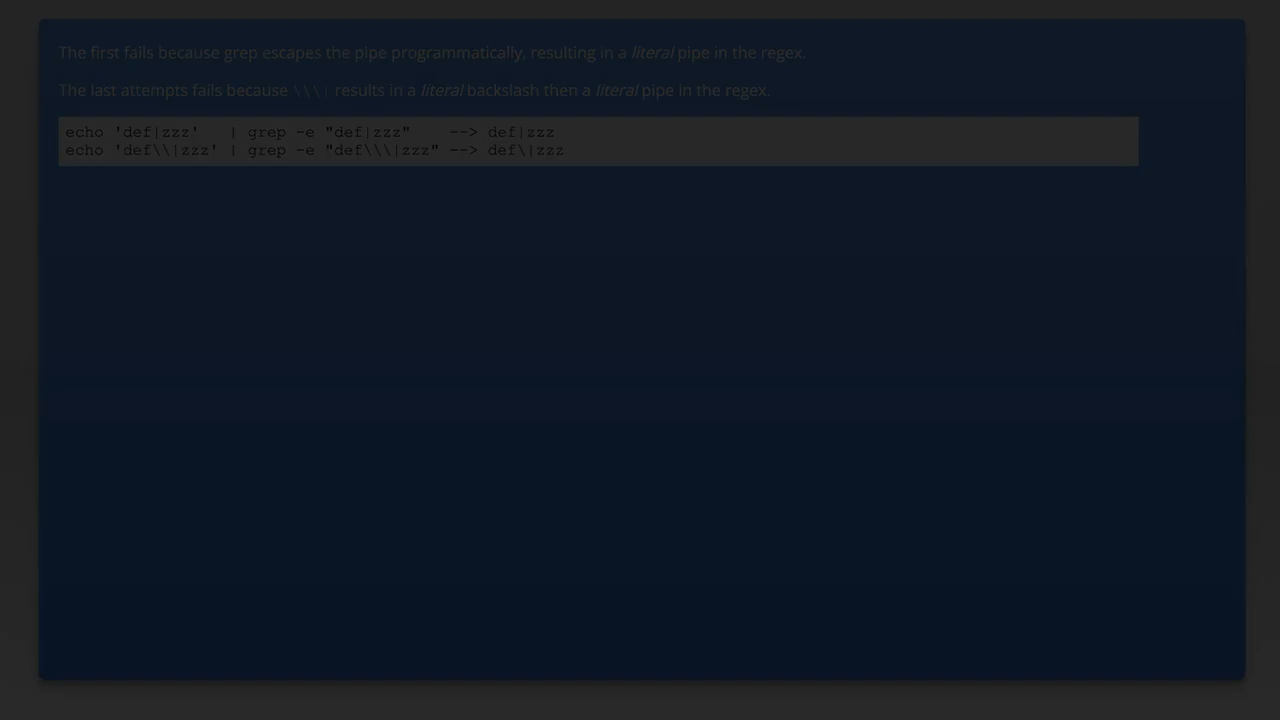 The first fails because grep escapes the pipe programmatically, resulting in a literal pipe in the regex.
The last attempts fails because \\\| results in a literal backslash then a literal pipe in the regex.
echo 'def|zzz'   | grep -e "def|zzz"    --> def|zzz
echo 'def\\|zzz' | grep -e "def\\\|zzz" --> def\|zzz